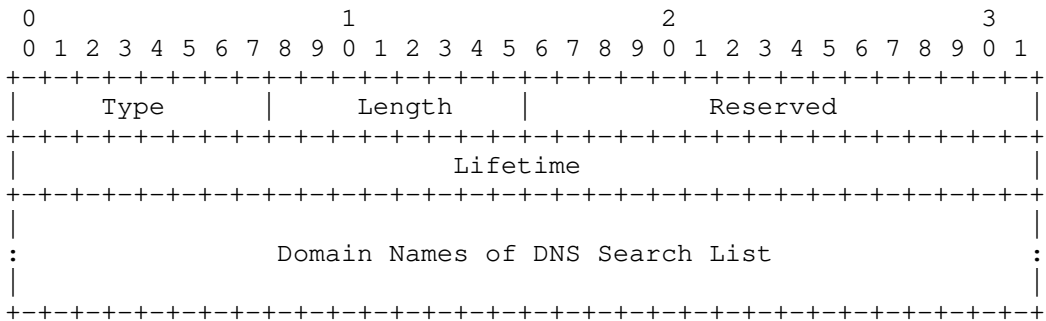 0                   1                   2                   3
0 1 2 3 4 5 6 7 8 9 0 1 2 3 4 5 6 7 8 9 0 1 2 3 4 5 6 7 8 9 0 1
+-+-+-+-+-+-+-+-+-+-+-+-+-+-+-+-+-+-+-+-+-+-+-+-+-+-+-+-+-+-+-+-+
|     Type      |     Length    |           Reserved            |
+-+-+-+-+-+-+-+-+-+-+-+-+-+-+-+-+-+-+-+-+-+-+-+-+-+-+-+-+-+-+-+-+
|                           Lifetime                            |
+-+-+-+-+-+-+-+-+-+-+-+-+-+-+-+-+-+-+-+-+-+-+-+-+-+-+-+-+-+-+-+-+
|                                                               |
:                Domain Names of DNS Search List                :
|                                                               |
+-+-+-+-+-+-+-+-+-+-+-+-+-+-+-+-+-+-+-+-+-+-+-+-+-+-+-+-+-+-+-+-+